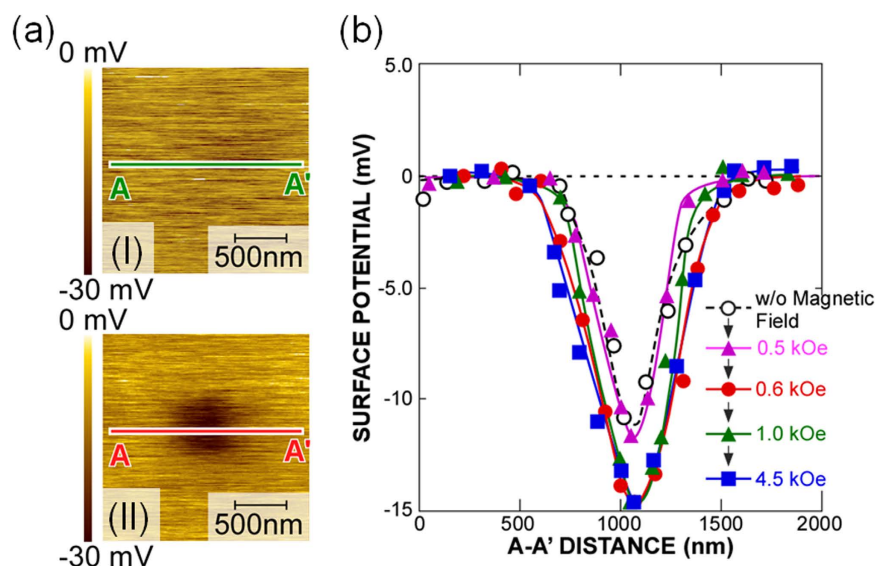 (a)
0 mV
A
A'
(I)
500nm
-30 mV
0 mV
A
A'
(II)
500nm
-30 mV
(b)
5.0
0
-5.0
-10
-15
SURFACE POTENTIAL (mV)
w/o Magnetic
Field
0.5 kOe
0.6 kOe
1.0 kOe
4.5 kOe
0
500
1000
1500
2000
A-A' DISTANCE (nm)